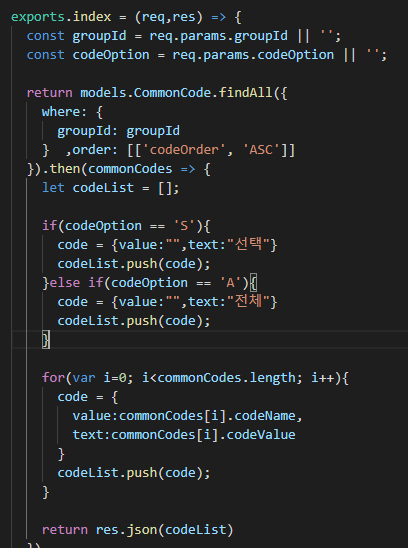 exports.index = (req,res) => {
  const groupId = req.params.groupId || '';
  const codeOption = req.params.codeOption || '';

  return models.CommonCode.findAll({
    where: {
      groupId: groupId
    }  ,order: [['codeOrder', 'ASC']]
  }).then(commonCodes => {
    let codeList = [];

    if(codeOption == 'S'){
      code = {value:"",text:"선택"}
      codeList.push(code);
    }else if(codeOption == 'A'){
      code = {value:"",text:"전체"}
      codeList.push(code);
    }

    for(var i=0; i<commonCodes.length; i++){
      code = {
        value:commonCodes[i].codeName,
        text:commonCodes[i].codeValue
      }
      codeList.push(code);
    }

    return res.json(codeList)
  })